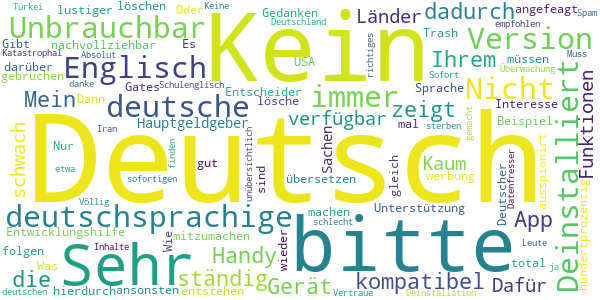 Türkei lustiger löschen
Oder Gedanken
Deutschland
Keine
dadurch
angefeagt
Spam
empfohlen
Unbrauchbar
Kein
Länder
Trash
Version
nachvollziehbar
Gibt Es
Katastrophal Absolut
darüber
gebruchen
Englisch
USA
richtiges
Ihrem
Sofort
müssen
Muss
danke
Schulenglisch
Entscheider
Sprache
Überwachung
Mein
Dann
Gates
lösche
immer
Nicht
Interesse
deutsche
verfügbar
zeigt
Beispiel
Hauptgeldgeber
mal
sterben
gemacht
Iran
Deutsch
Nur
etwa
finden
gut
unübersichtlich
sind
Sachen
gleich
Kaum
Deutscher
Datenfresser
ausspioniert
Deinstalliert
Funktionen
hundertprozentig
schwach
sofortigen
übersetzen
werbung
Völlig
deutschsprachige
machen
schlecht
Unterstützung
App
Entwicklungshilfe
Wie
mitzumachen
wieder
bitte
folgen
Inhalte
Sehr
Handy
Leute
Was
total
ja
die
ständig
kompatibel
Gerät
Dafür
deutschen
hierdurch
ansonsten
entstehen
Vertraue
Deinstallation